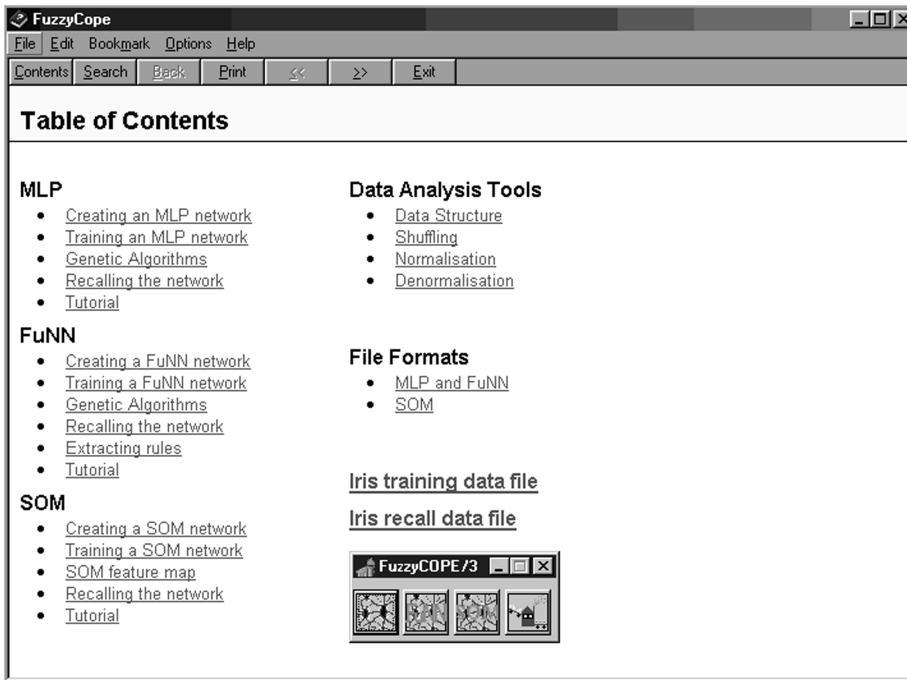 FuzzyCope
File Edit Bookmark Options Help
Contents Search Back Print << >> Exit
Table of Contents
MLP
• Creating an MLP network
• Training an MLP network
• Genetic Algorithms
• Recalling the network
• Tutorial
FuNN
• Creating a FuNN network
• Training a FuNN network
• Genetic Algorithms
• Recalling the network
• Extracting rules
• Tutorial
SOM
• Creating a SOM network
• Training a SOM network
• SOM feature map
• Recalling the network
• Tutorial
Data Analysis Tools
• Data Structure
• Shuffling
• Normalisation
• Denormalisation
File Formats
• MLP and FuNN
• SOM
Iris training data file
Iris recall data file
FuzzyCOPE/3